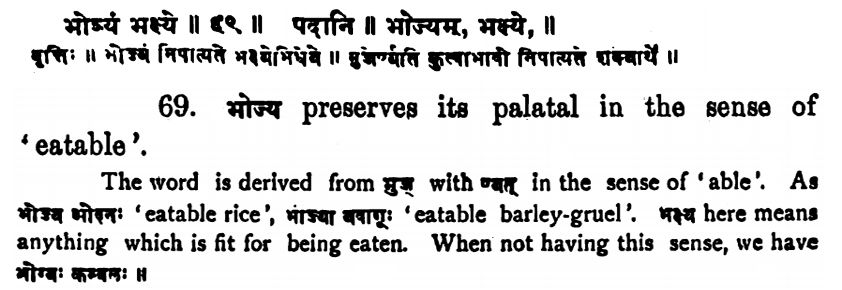 भोज्यं भक्ष्ये ॥ ६९ ॥ पदानि ॥ भोज्यम्, भक्ष्ये, ॥
वृत्तिः ॥ भोज्यं निपात्यते भक्ष्येभिधेये ॥ भुजेर्ण्यति कुत्वाभावो निपात्यते शक्यार्थे ॥
69. भोज्य preserves its palatal in the sense of
‘eatable’.
The word is derived from भुज् with ण्यत् in the sense of ‘able’. As
भोज्य भोदनः ‘eatable rice’, भोज्या यवागूः ‘eatable barley-gruel’. भक्ष्य here means
anything which is fit for being eaten. When not having this sense, we have
भोग्यः कम्बलः ॥